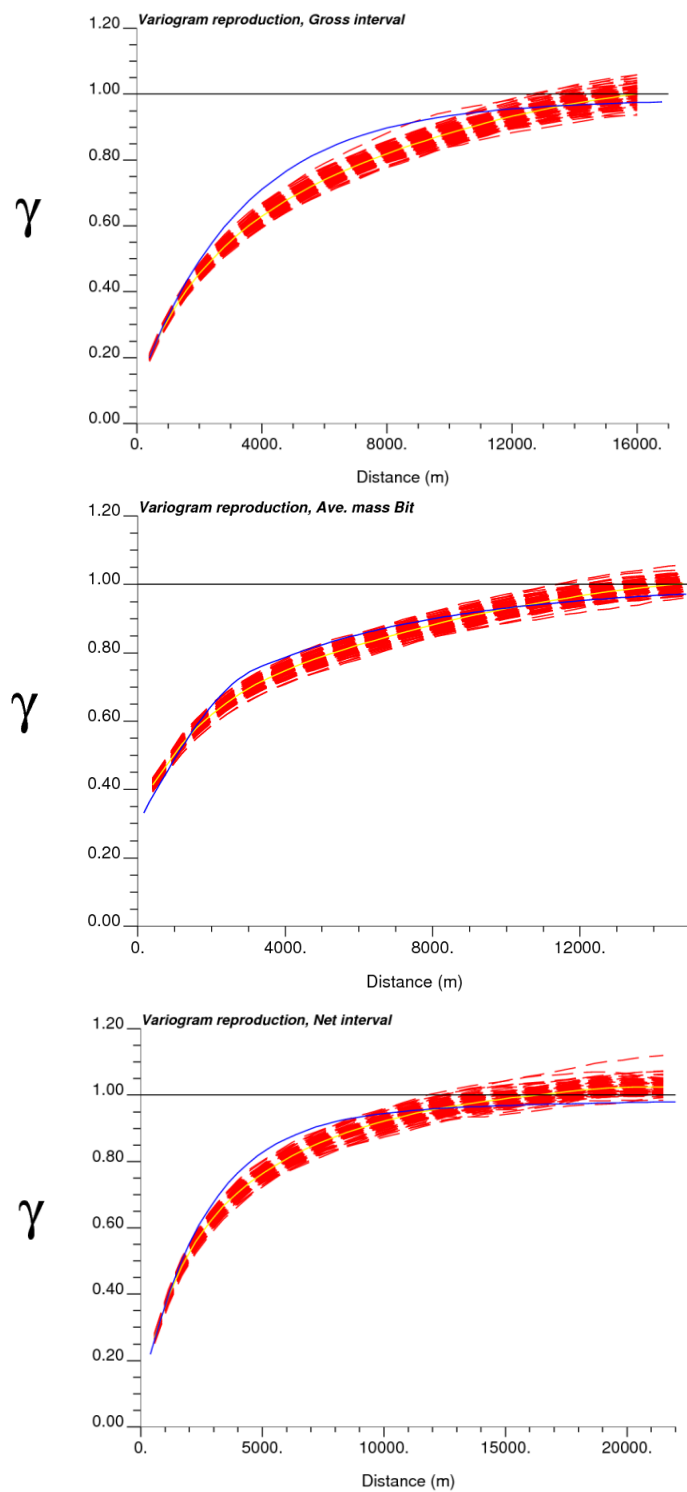 Variogram reproduction, Gross interval
1.20
1.00
0.80
0.60
0.40
0.20
0.00
γ
0. 4000. 8000. 12000. 16000.
Distance (m)
Variogram reproduction, Ave. mass Bit
1.20
1.00
0.80
0.60
0.40
0.20
0.00
γ
0. 4000. 8000. 12000.
Distance (m)
Variogram reproduction, Net interval
1.20
1.00
0.80
0.60
0.40
0.20
0.00
γ
0. 5000. 10000. 15000. 20000.
Distance (m)